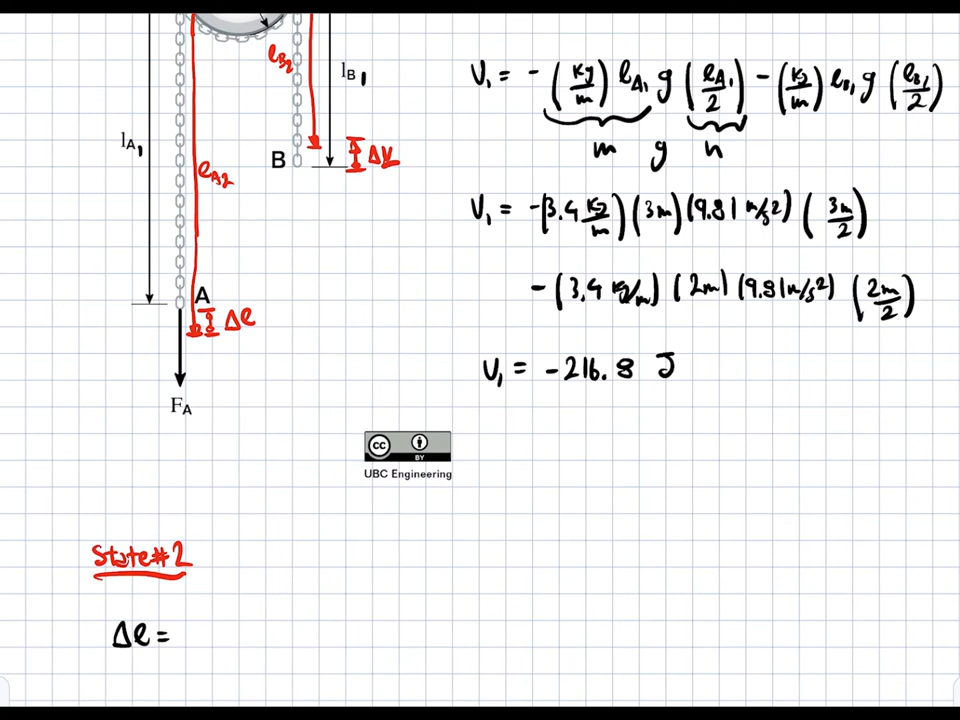 l_B₂
l_B₁
l_A₁
B
Δl
l_A₂
A
Δl
F_A
V₁ = - (kg/m) l_A₁ g (l_A₁/2) - (kg/m) l_B₁ g (l_B₁/2)
m g h
V₁ = -(3.4 kg/m) (3m) (9.81 m/s²) (3m/2)
- (3.4 kg/m) (2m) (9.81 m/s²) (2m/2)
V₁ = -216.8 J
cc BY
UBC Engineering
State #2
Δl =